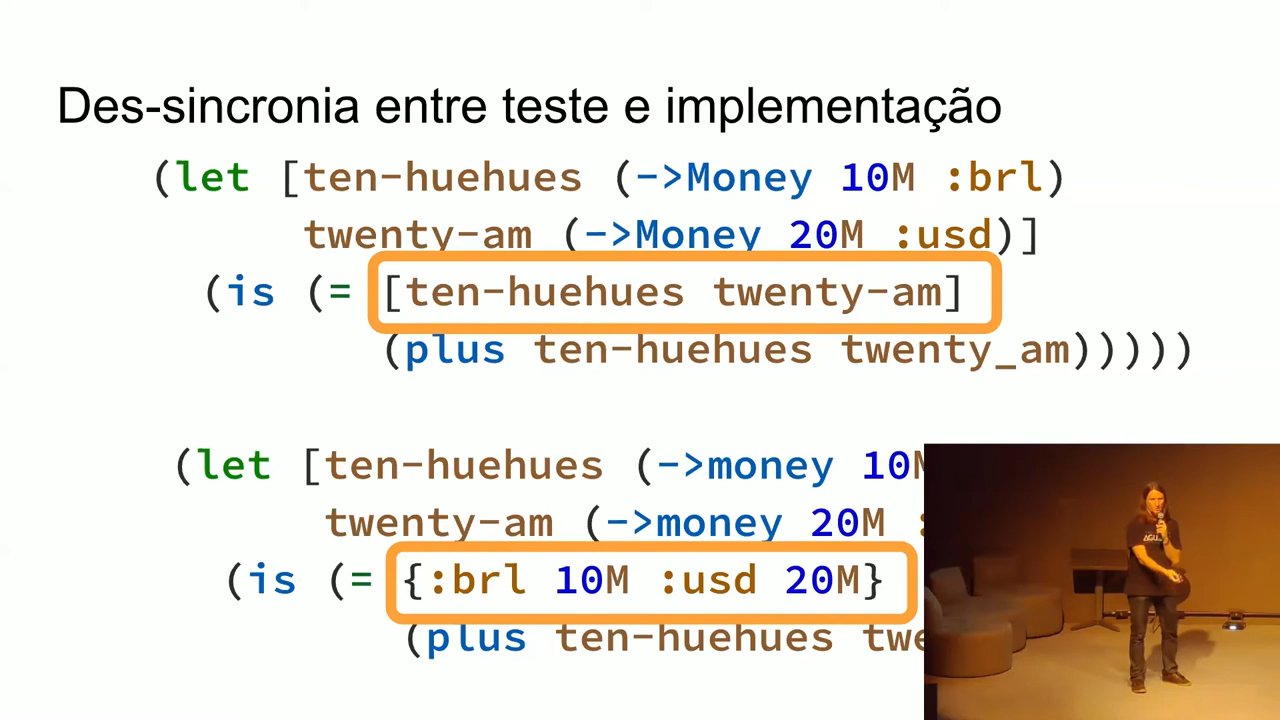 Des-sincronia entre teste e implementação
(let [ten-huehues (->Money 10M :brl)
twenty-am (->Money 20M :usd)]
(is (= [ten-huehues twenty-am]
(plus ten-huehues twenty_am)))))
(let [ten-huehues (->money 10M
twenty-am (->money 20M :
(is (= {:brl 10M :usd 20M}
(plus ten-huehues twe
AGU